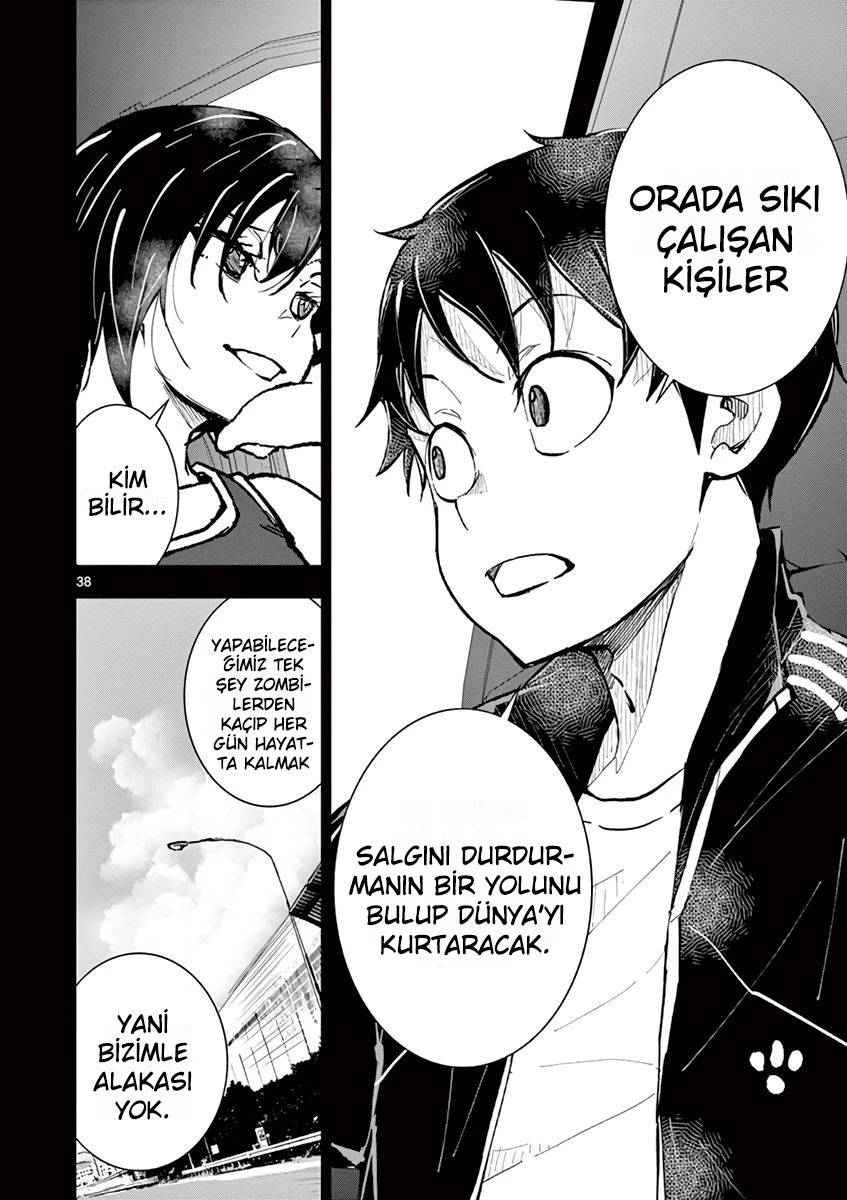 ORADA SIKI
ÇALIŞAN
KİŞİLER
SALGINI DURDUR-
MANIN BİR YOLUNU
BULUP DÜNYA'YI
KURTARACAK.
KİM
BİLİR...
38
YAPABİLECE-
ĞİMİZ TEK
ŞEY ZOMBİ-
LERDEN
KAÇIP HER
GÜN HAYAT-
TA KALMAK
YANİ
BİZİMLE
ALAKASI
YOK.